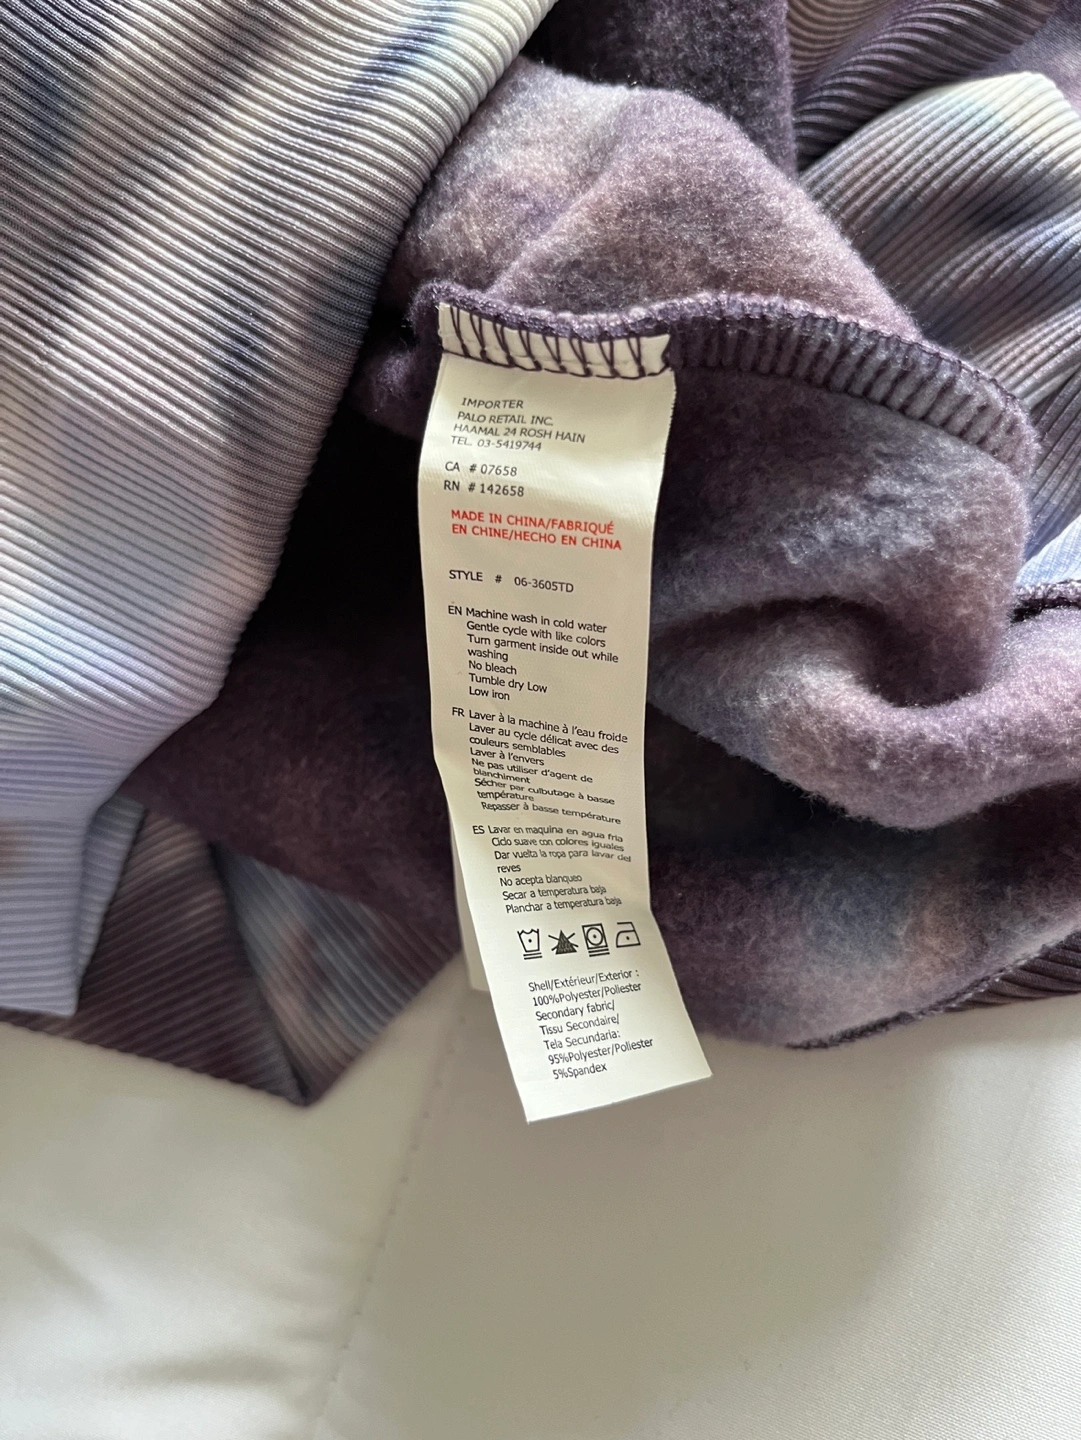 IMPORTER
PALO RETAIL INC.
HAAMAL 24 ROSH HAIN
TEL. 03-5419744
CA # 07658
RN # 142658
MADE IN CHINA/FABRIQUÉ
EN CHINE/HECHO EN CHINA
STYLE # 06-360STD
EN Machine wash in cold water
Gentle cycle with like colors
Turn garment inside out while
washing
No bleach
Tumble dry Low
Low iron
FR Laver à la machine à l'eau froide
Laver au cycle délicat avec des
couleurs semblables
Laver à l'envers
Ne pas utiliser d'agent de
blanchiment
Sécher par culbutage à basse
température
Repasser à basse température
ES Lavar en maquina en agua fria
Ciclo suave con colores iguales
Dar vuelta la ropa para lavar del
reves
No acepta blanqueo
Secar a temperatura baja
Planchar a temperatura baja
Shell/Extérieur/Exterior :
100%Polyester/Poliester
Secondary fabric/
Tissu Secondaire/
Tela Secundaria:
95%Polyester/Poliester
5%Spandex